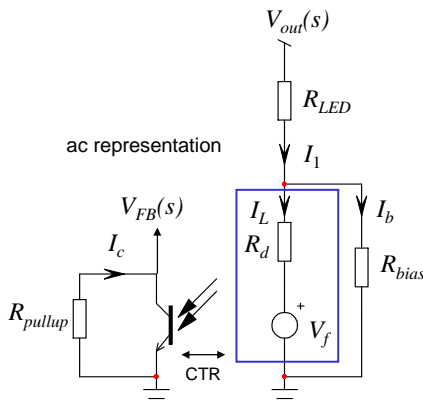 V_out(s)
R_LED
ac representation
I_1
V_FB(s)
I_L
I_b
I_c
R_d
R_bias
R_pullup
+
V_f
CTR